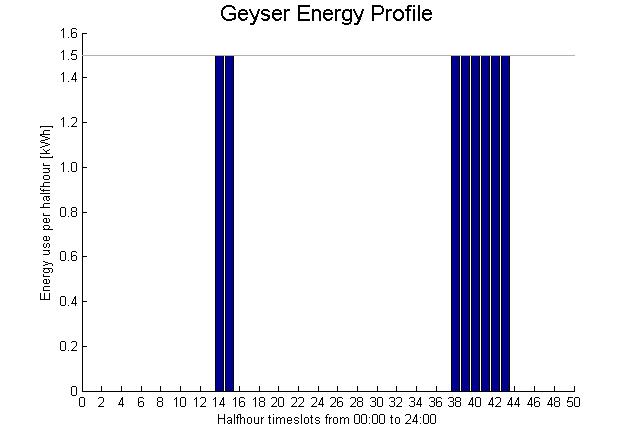 Geyser Energy Profile
1.6
1.5
1.4
1.2
1.0
0.8
0.6
0.4
0.2
0
Energy use per halfhour [kWh]
0 2 4 6 8 10 12 14 16 18 20 22 24 26 28 30 32 34 36 38 40 42 44 46 48 50
Halfhour timeslots from 00:00 to 24:00